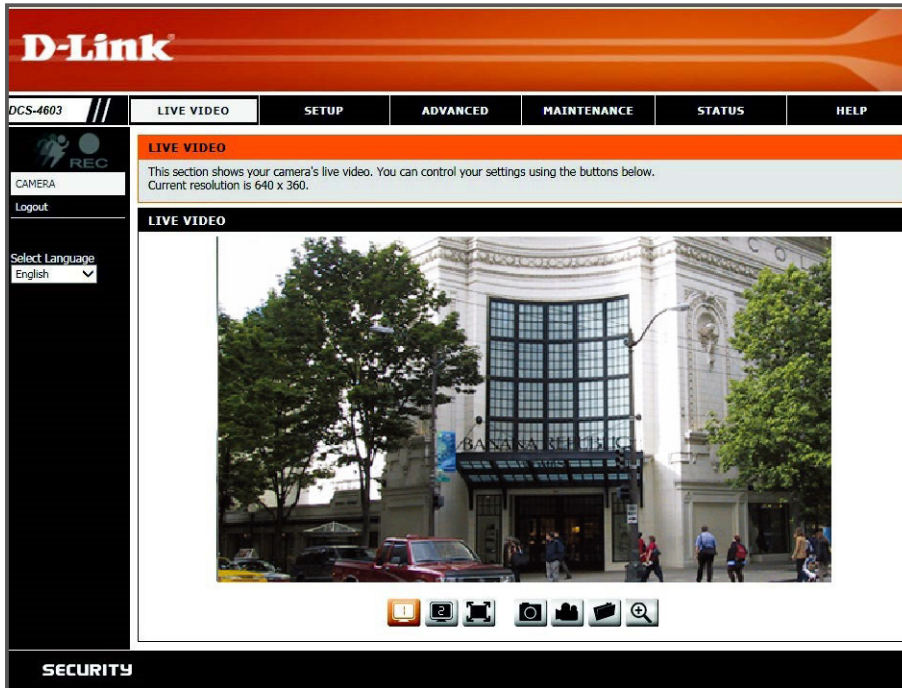 D-Link
DCS-4603
LIVE VIDEO
SETUP
ADVANCED
MAINTENANCE
STATUS
HELP
REC
CAMERA
Logout
Select Language
English
LIVE VIDEO
This section shows your camera's live video. You can control your settings using the buttons below.
Current resolution is 640 x 360.
LIVE VIDEO
BANANA REPUBLIC
1
2
SECURITY